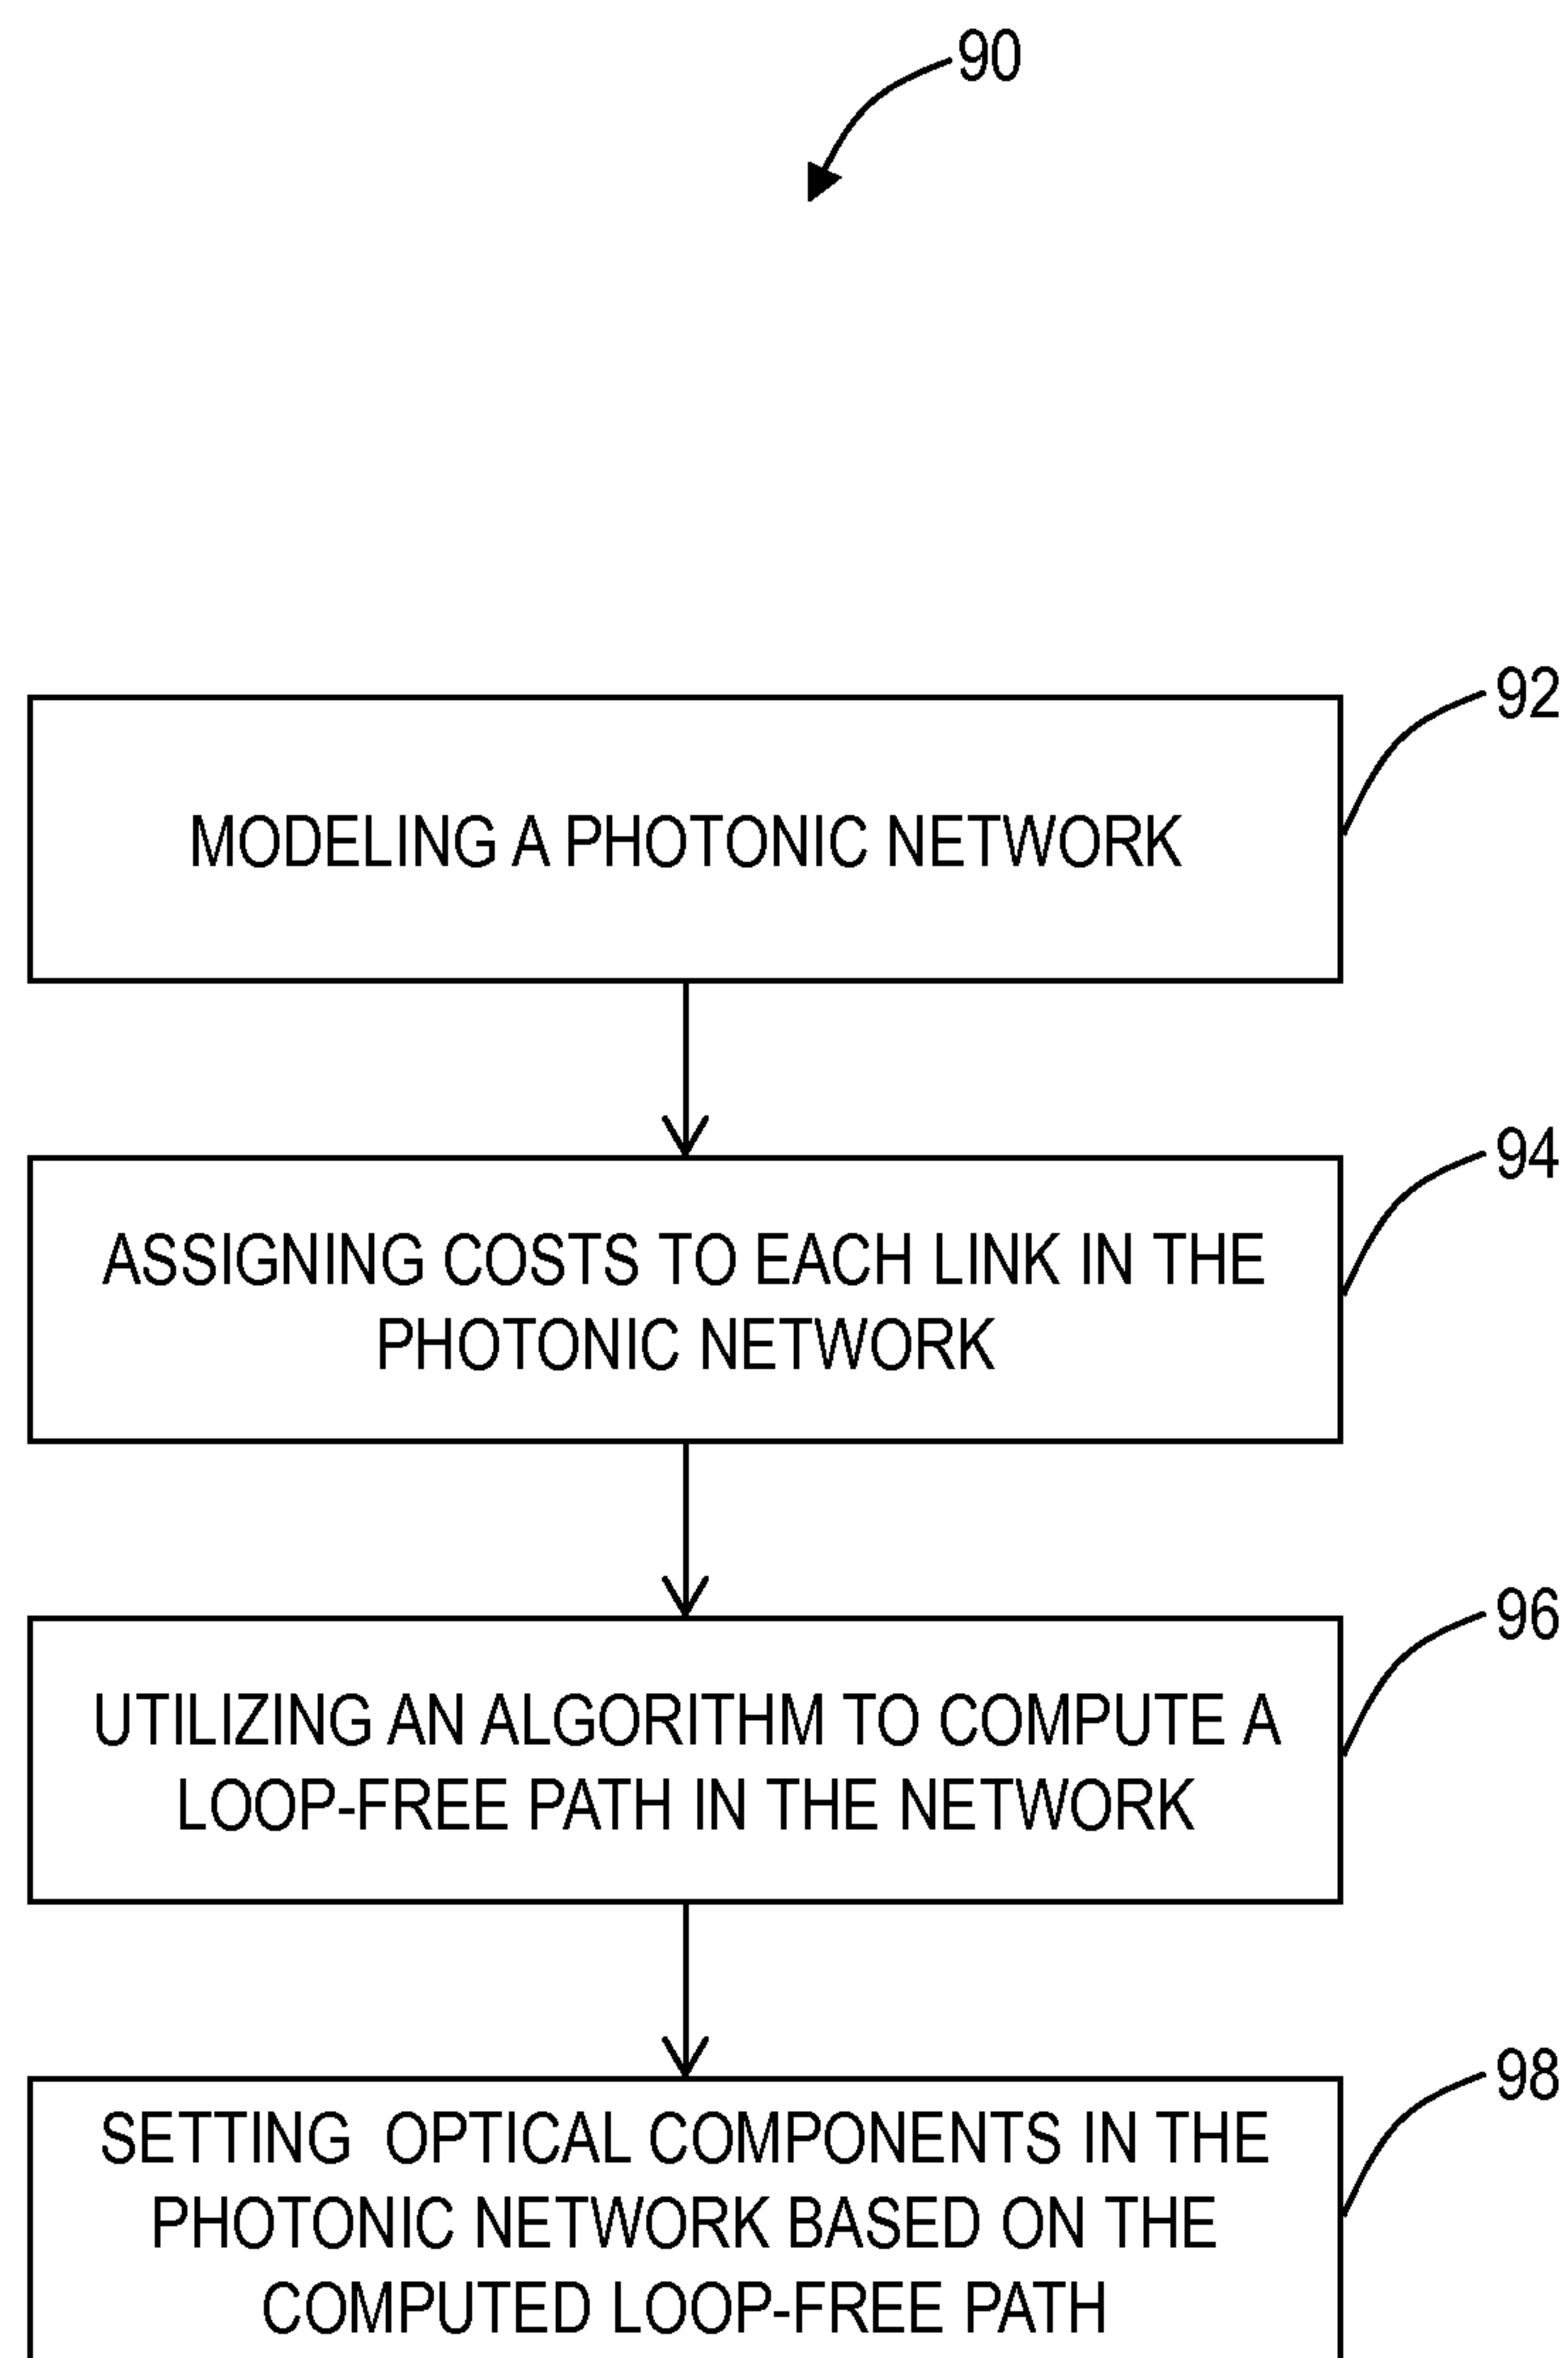 90
92
MODELING A PHOTONIC NETWORK
94
ASSIGNING COSTS TO EACH LINK IN THE
PHOTONIC NETWORK
96
UTILIZING AN ALGORITHM TO COMPUTE A
LOOP-FREE PATH IN THE NETWORK
98
SETTING OPTICAL COMPONENTS IN THE
PHOTONIC NETWORK BASED ON THE
COMPUTED LOOP-FREE PATH